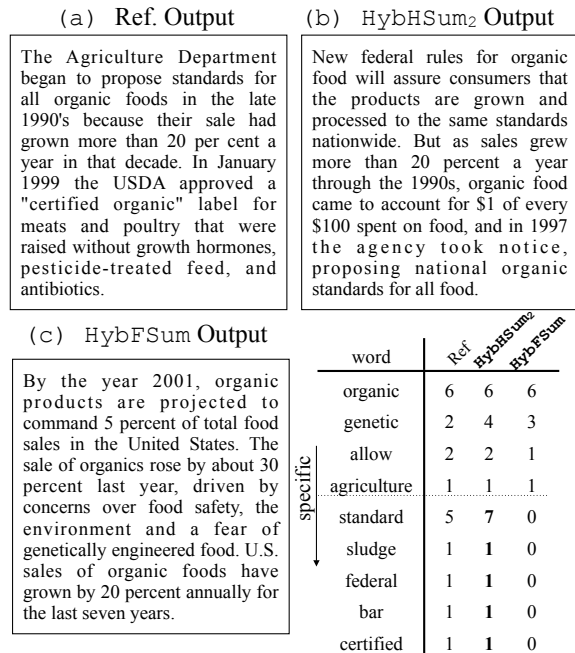 (a) Ref. Output
The Agriculture Department
began to propose standards for
all organic foods in the late
1990's because their sale had
grown more than 20 per cent a
year in that decade. In January
1999 the USDA approved a
"certified organic" label for
meats and poultry that were
raised without growth hormones,
pesticide-treated feed, and
antibiotics.
(b) HybHSum₂ Output
New federal rules for organic
food will assure consumers that
the products are grown and
processed to the same standards
nationwide. But as sales grew
more than 20 percent a year
through the 1990s, organic food
came to account for $1 of every
$100 spent on food, and in 1997
the agency took notice,
proposing national organic
standards for all food.
(c) HybFSum Output
By the year 2001, organic
products are projected to
command 5 percent of total food
sales in the United States. The
sale of organics rose by about 30
percent last year, driven by
concerns over food safety, the
environment and a fear of
genetically engineered food. U.S.
sales of organic foods have
grown by 20 percent annually for
the last seven years.
word Ref HybHSum₂ HybFSum
organic 6 6 6
genetic 2 4 3
allow 2 2 1
agriculture 1 1 1
standard 5 7 0
sludge 1 1 0
federal 1 1 0
bar 1 1 0
certified 1 1 0
specific